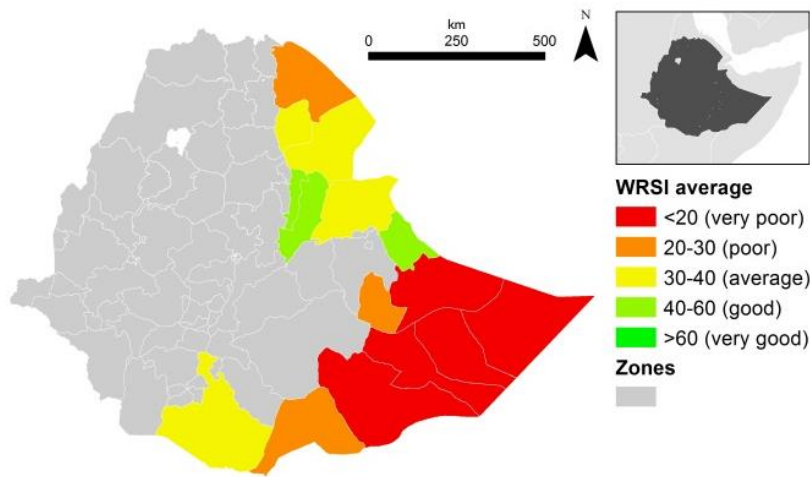 km
0 250 500
N
WRSI average
<20 (very poor)
20-30 (poor)
30-40 (average)
40-60 (good)
>60 (very good)
Zones